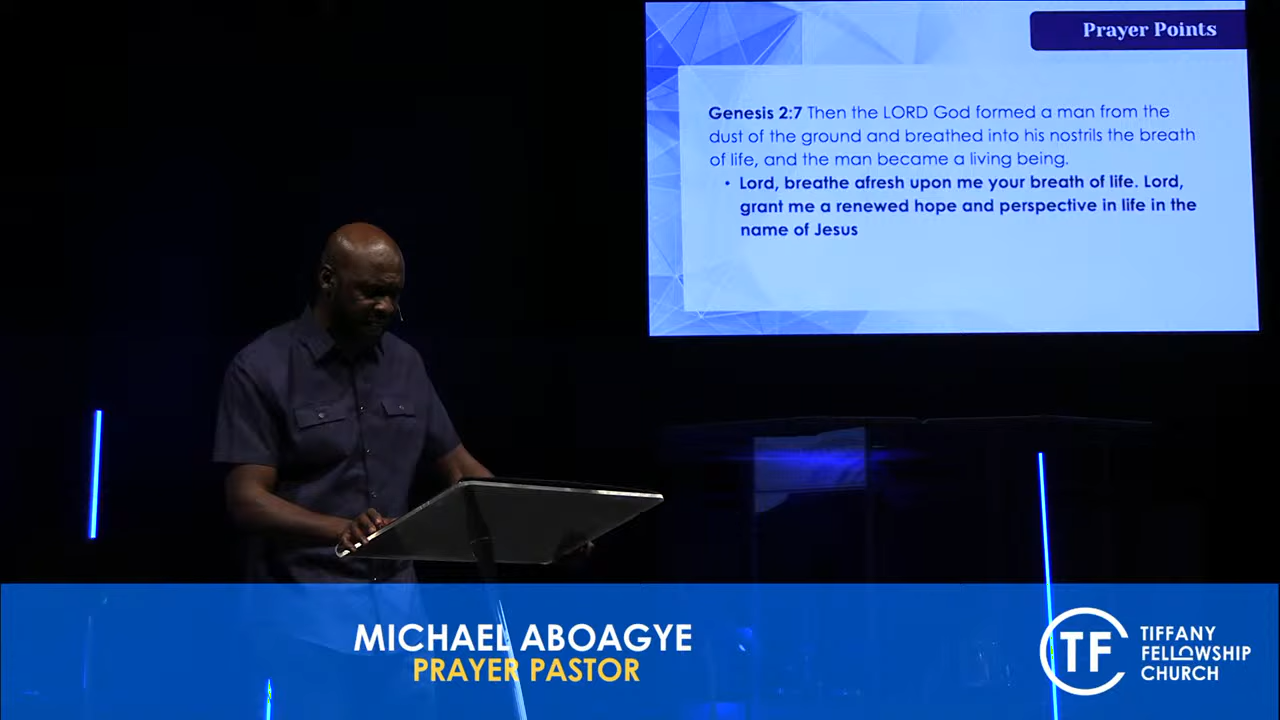 Prayer Points
Genesis 2:7 Then the LORD God formed a man from the
dust of the ground and breathed into his nostrils the breath
of life, and the man became a living being.
• Lord, breathe afresh upon me your breath of life. Lord,
grant me a renewed hope and perspective in life in the
name of Jesus
MICHAEL ABOAGYE
PRAYER PASTOR
TF
TIFFANY
FELLOWSHIP
CHURCH